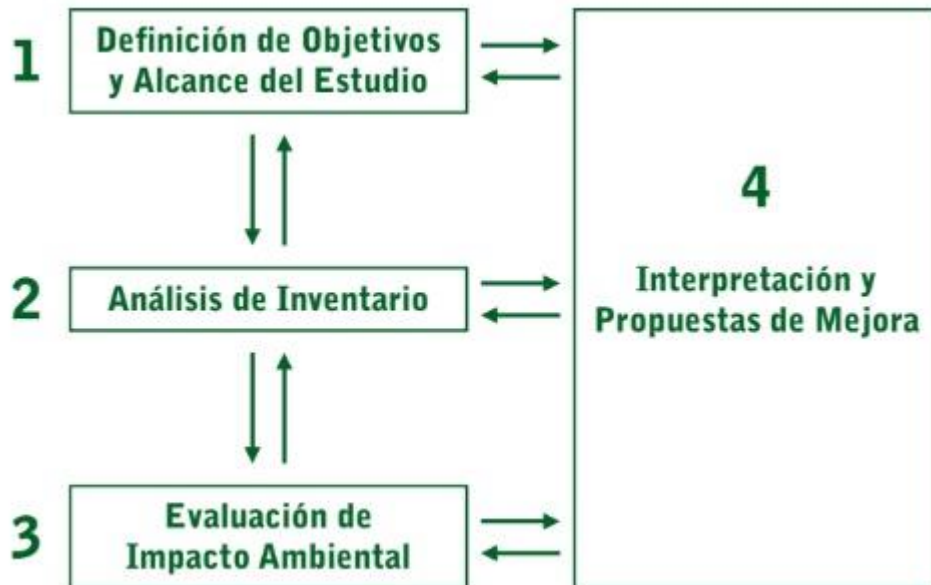 1
Definición de Objetivos
y Alcance del Estudio
2
Análisis de Inventario
3
Evaluación de
Impacto Ambiental
4
Interpretación y
Propuestas de Mejora